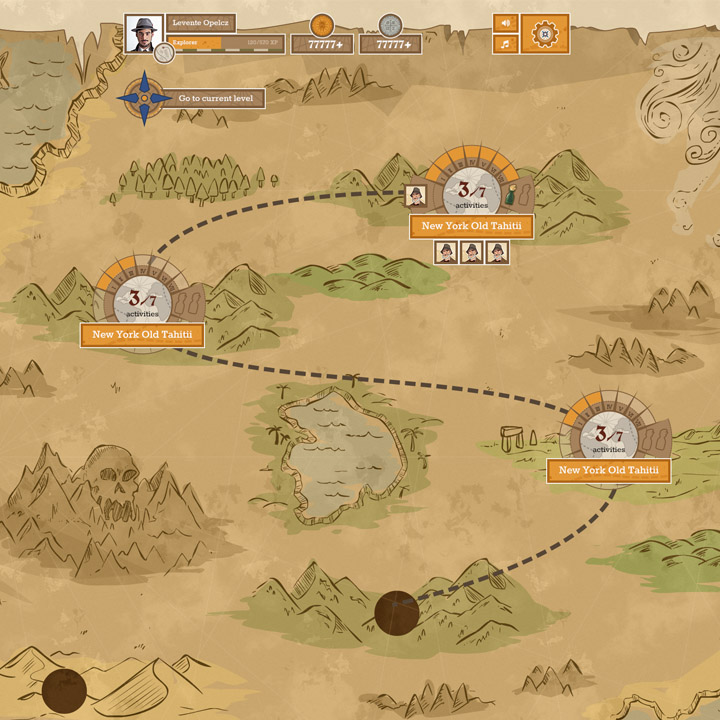 Levente Opelcz
Explorer
77777+
77777+
Go to current level
3/7
activities
New York Old Tahitii
3/7
activities
New York Old Tahitii
3/7
activities
New York Old Tahitii